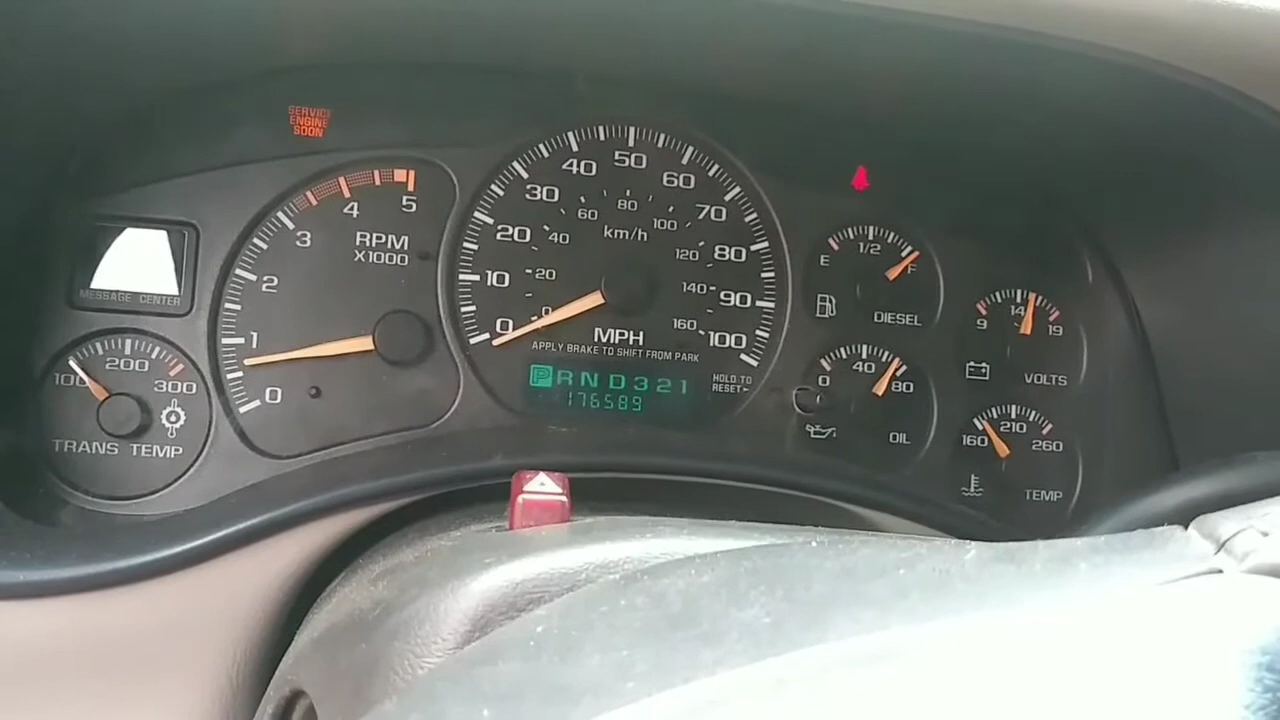 SERVICE
ENGINE
SOON
MESSAGE CENTER
100 200 300
TRANS TEMP
0 1 2 3 4 5
RPM
X1000
0 10 20 30 40 50 60 70 80 90 100
0 20 40 60 80 100 120 140 160
km/h
MPH
APPLY BRAKE TO SHIFT FROM PARK
P R N D 3 2 1
176589
HOLD TO
RESET
E 1/2 F
DIESEL
0 40 80
OIL
9 14 19
VOLTS
160 210 260
TEMP